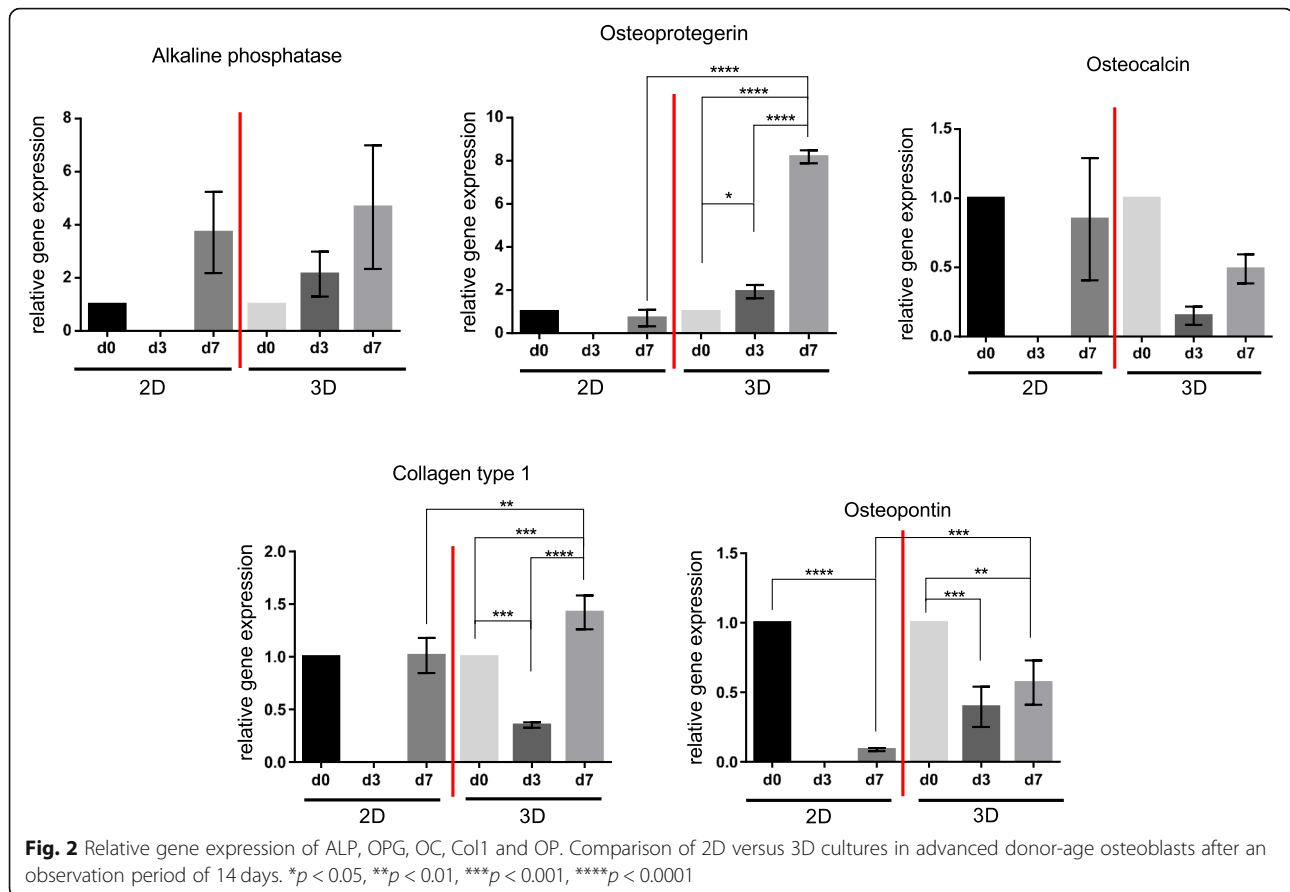 Alkaline phosphatase
relative gene expression
8
6
4
2
0
d0 d3 d7 d0 d3 d7
2D 3D
Osteoprotegerin
relative gene expression
10
8
6
4
2
0
****
****
****
*
d0 d3 d7 d0 d3 d7
2D 3D
Osteocalcin
relative gene expression
1.5
1.0
0.5
0.0
d0 d3 d7 d0 d3 d7
2D 3D
Collagen type 1
relative gene expression
2.0
1.5
1.0
0.5
0.0
**
***
****
***
d0 d3 d7 d0 d3 d7
2D 3D
Osteopontin
relative gene expression
1.5
1.0
0.5
0.0
***
****
**
***
d0 d3 d7 d0 d3 d7
2D 3D
Fig. 2 Relative gene expression of ALP, OPG, OC, Col1 and OP. Comparison of 2D versus 3D cultures in advanced donor-age osteoblasts after an
observation period of 14 days. *p < 0.05, **p < 0.01, ***p < 0.001, ****p < 0.0001